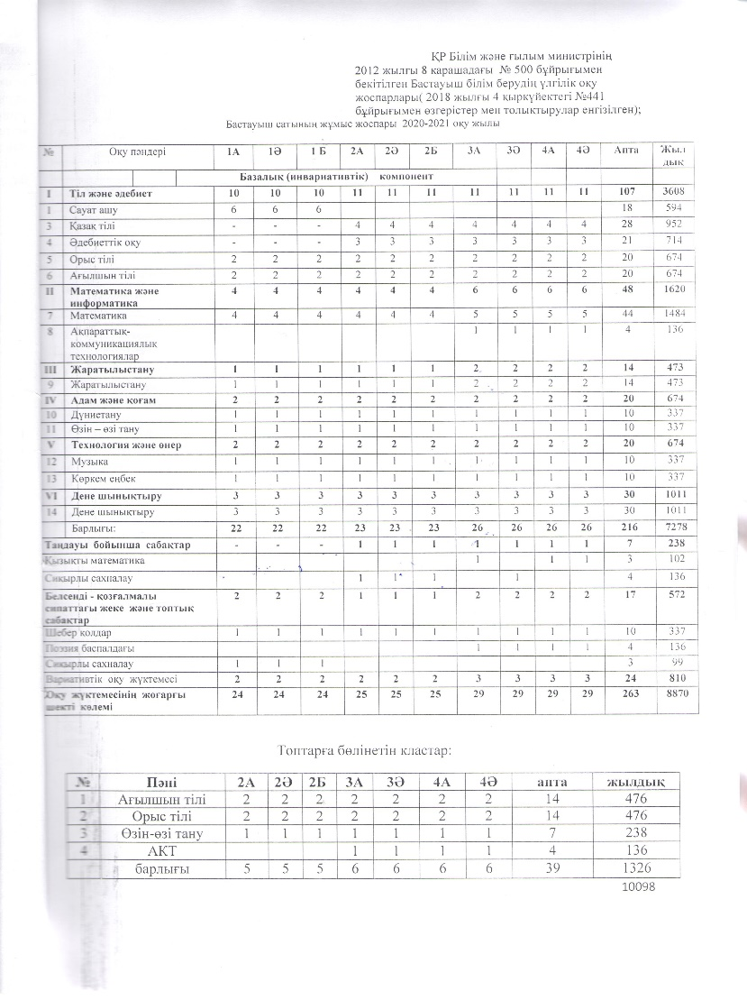 ҚР Білім және ғылым министрінің
2012 жылғы 8 қарашадағы № 500 бұйрығымен
бекітілген Бастауыш білім берудің үлгілік оқу
жоспарлары( 2018 жылғы 4 қыркүйектегі №441
бұйрығымен өзгерістер мен толықтырулар енгізілген);
Бастауыш сатының жұмыс жоспары 2020-2021 оқу жылы
№ Оқу пәндері 1А 1Ә 1 Б 2А 2Ә 2Б 3А 3Ә 4А 4Ә Апта Жыл
дық
Базалық (инвариативтік) компонент
I Тіл және әдебиет 10 10 10 11 11 11 11 11 11 11 107 3608
1 Сауат ашу 6 6 6 18 594
3 Қазақ тілі - - - 4 4 4 4 4 4 4 28 952
4 Әдебиеттік оқу - - - 3 3 3 3 3 3 3 21 714
5 Орыс тілі 2 2 2 2 2 2 2 2 2 2 20 674
6 Ағылшын тілі 2 2 2 2 2 2 2 2 2 2 20 674
II Математика және 4 4 4 4 4 4 6 6 6 6 48 1620
информатика
7 Математика 4 4 4 4 4 4 5 5 5 5 44 1484
8 Ақпараттық- 1 1 1 1 4 136
коммуникациялық
технологиялар
III Жаратылыстану 1 1 1 1 1 1 2 2 2 2 14 473
9 Жаратылыстану 1 1 1 1 1 1 2 2 2 2 14 473
IV Адам және қоғам 2 2 2 2 2 2 2 2 2 2 20 674
10 Дүниетану 1 1 1 1 1 1 1 1 1 1 10 337
11 Өзін – өзі тану 1 1 1 1 1 1 1 1 1 1 10 337
V Технология және өнер 2 2 2 2 2 2 2 2 2 2 20 674
12 Музыка 1 1 1 1 1 1 1 1 1 1 10 337
13 Көркем еңбек 1 1 1 1 1 1 1 1 1 1 10 337
VI Дене шынықтыру 3 3 3 3 3 3 3 3 3 3 30 1011
14 Дене шынықтыру 3 3 3 3 3 3 3 3 3 3 30 1011
Барлығы: 22 22 22 23 23 23 26 26 26 26 216 7278
Таңдауы бойынша сабақтар - - - 1 1 1 1 1 1 1 7 238
Қызықты математика 1 1 1 3 102
Сиқырлы сахналау 1 1 1 1 4 136
Белсенді - қозғалмалы 2 2 2 1 1 1 2 2 2 2 17 572
сипаттағы жеке және топтық
сабақтар
Шебер қолдар 1 1 1 1 1 1 1 1 1 1 10 337
Поэзия баспалдағы 1 1 1 1 4 136
Сиқырлы сахналау 1 1 1 3 99
Вариативтік оқу жүктемесі 2 2 2 2 2 2 3 3 3 3 24 810
Оқу жүктемесінің жоғарғы 24 24 24 25 25 25 29 29 29 29 263 8870
шекті көлемі
Топтарға бөлінетін кластар:
№ Пәні 2А 2Ә 2Б 3А 3Ә 4А 4Ә апта жылдық
1 Ағылшын тілі 2 2 2 2 2 2 2 14 476
2 Орыс тілі 2 2 2 2 2 2 2 14 476
3 Өзін-өзі тану 1 1 1 1 1 1 1 7 238
4 АКТ 1 1 1 1 4 136
барлығы 5 5 5 6 6 6 6 39 1326
10098